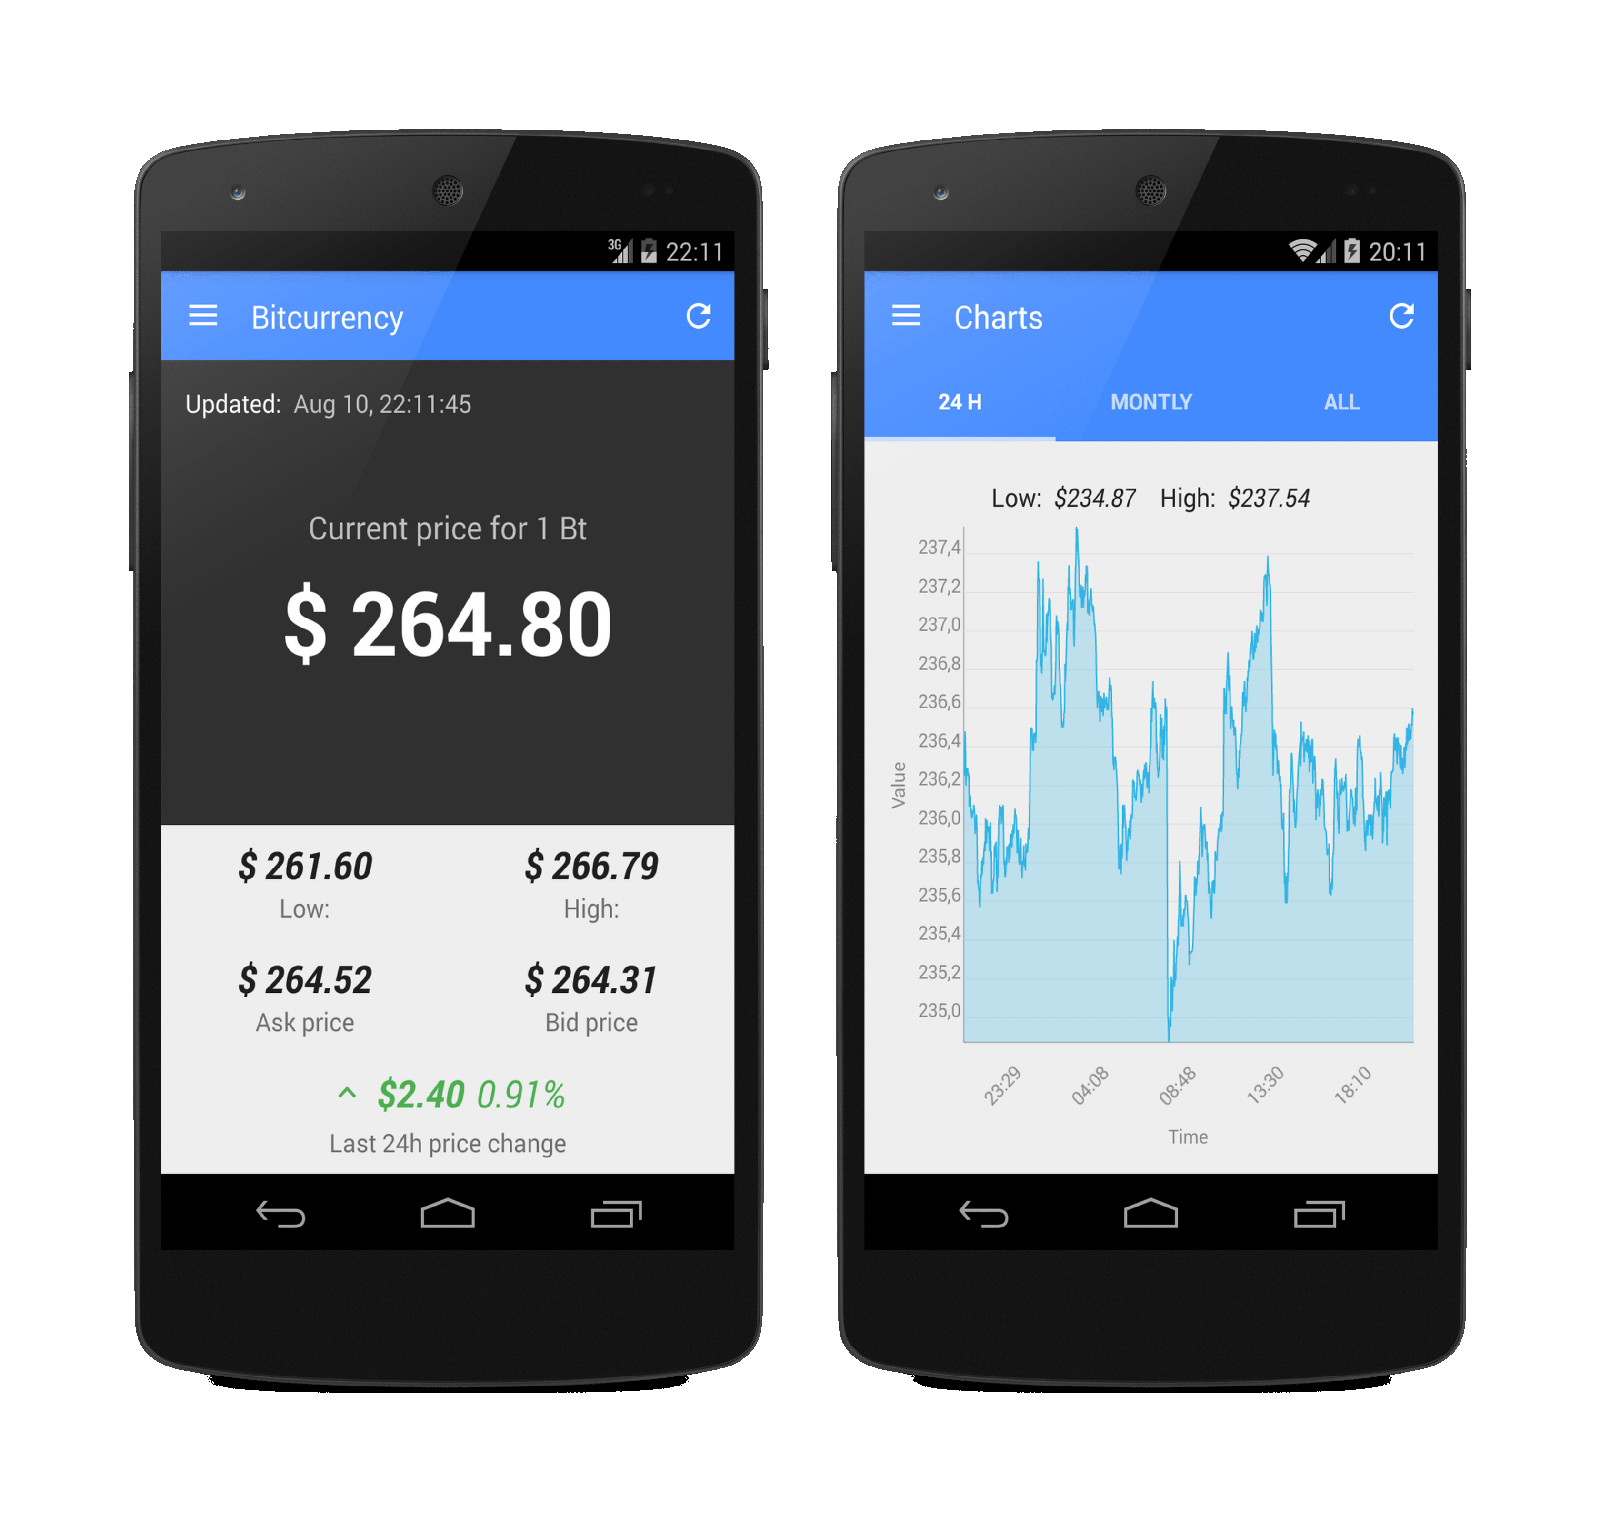 3G 22:11
Bitcurrency
Updated: Aug 10, 22:11:45
Current price for 1 Bt
$ 264.80
$ 261.60 $ 266.79
Low: High:
$ 264.52 $ 264.31
Ask price Bid price
$2.40 0.91%
Last 24h price change
20:11
Charts
24 H MONTLY ALL
Low: $234.87 High: $237.54
237,4
237,2
237,0
236,8
236,6
236,4
236,2
236,0
235,8
235,6
235,4
235,2
235,0
Value
23:29 04:08 08:48 13:30 18:10
Time